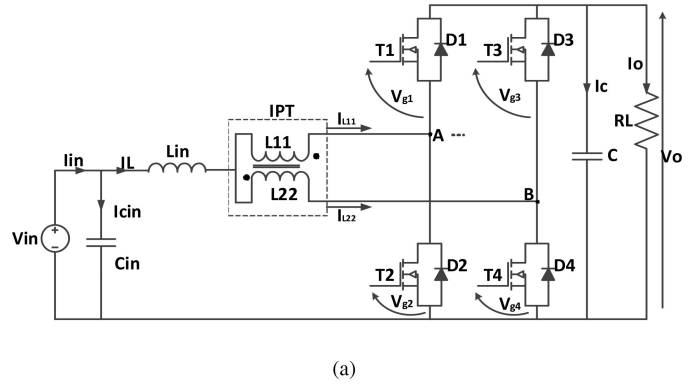 T1
D1
T3
D3
Vg1
Vg3
Io
Ic
RL
C
Vo
IPT
IL11
L11
A
Iin
IL
Lin
L22
B
IL22
Icin
Vin
Cin
T2
D2
T4
D4
Vg2
Vg4
(a)